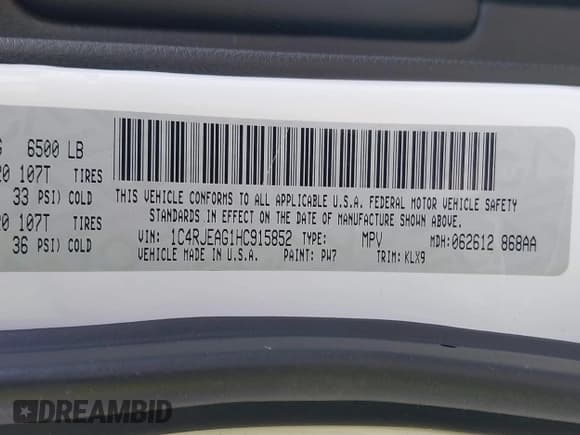 6500 LB
20 107T TIRES
33 PSI) COLD
20 107T TIRES
36 PSI) COLD
THIS VEHICLE CONFORMS TO ALL APPLICABLE U.S.A. FEDERAL MOTOR VEHICLE SAFETY
STANDARDS IN EFFECT ON THE DATE OF MANUFACTURE SHOWN ABOVE.
VIN: 1C4RJEAG1HC915852 TYPE: MPV MDH:062612 868AA
VEHICLE MADE IN U.S.A. PAINT: PW7 TRIM:KLX9
DREAMBID